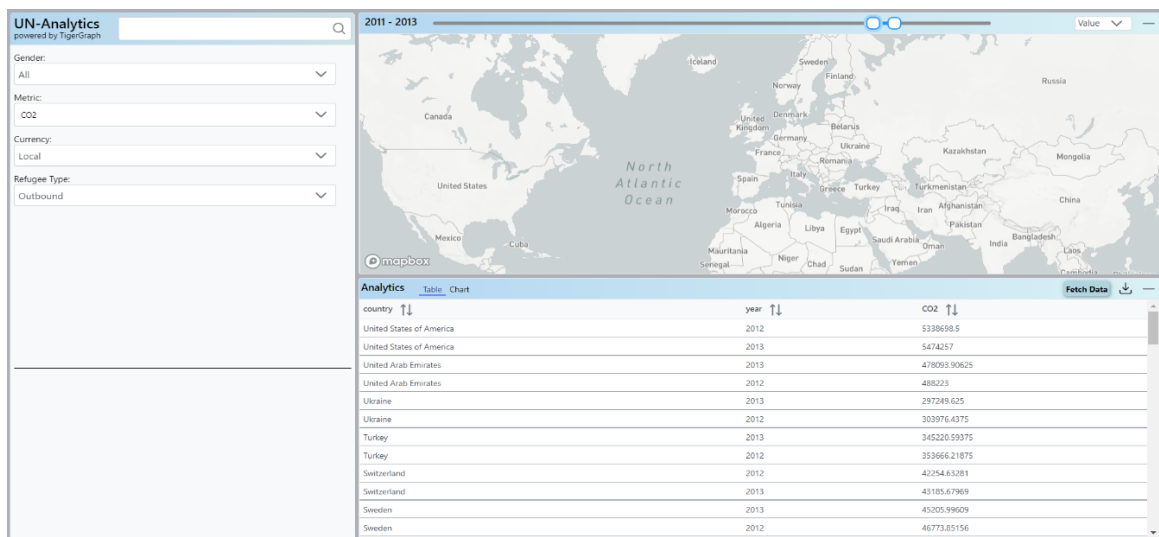 UN-Analytics
powered by TigerGraph
Gender:
All
Metric:
CO2
Currency:
Local
Refugee Type:
Outbound
2011 - 2013
Value
Iceland
Sweden
Finland
Norway
Russia
Canada
United Kingdom
Denmark
Belarus
Germany
Ukraine
France
Kazakhstan
Mongolia
Romania
North
Atlantic
Ocean
United States
Spain
Italy
Greece
Turkey
Turkmenistan
China
Morocco
Tunisia
Iraq
Iran
Afghanistan
Pakistan
Algeria
Libya
Egypt
Mexico
Cuba
Saudi Arabia
Oman
India
Bangladesh
Laos
Mauritania
Niger
Chad
Sudan
Yemen
Senegal
Cambodia
mapbox
Analytics Table Chart Fetch Data
country year CO2
United States of America 2012 5338698.5
United States of America 2013 5474257
United Arab Emirates 2013 478093.90625
United Arab Emirates 2012 488223
Ukraine 2013 297249.625
Ukraine 2012 303976.4375
Turkey 2013 345220.59375
Turkey 2012 353666.21875
Switzerland 2012 42254.63281
Switzerland 2013 43185.67969
Sweden 2013 45205.99609
Sweden 2012 46773.85156